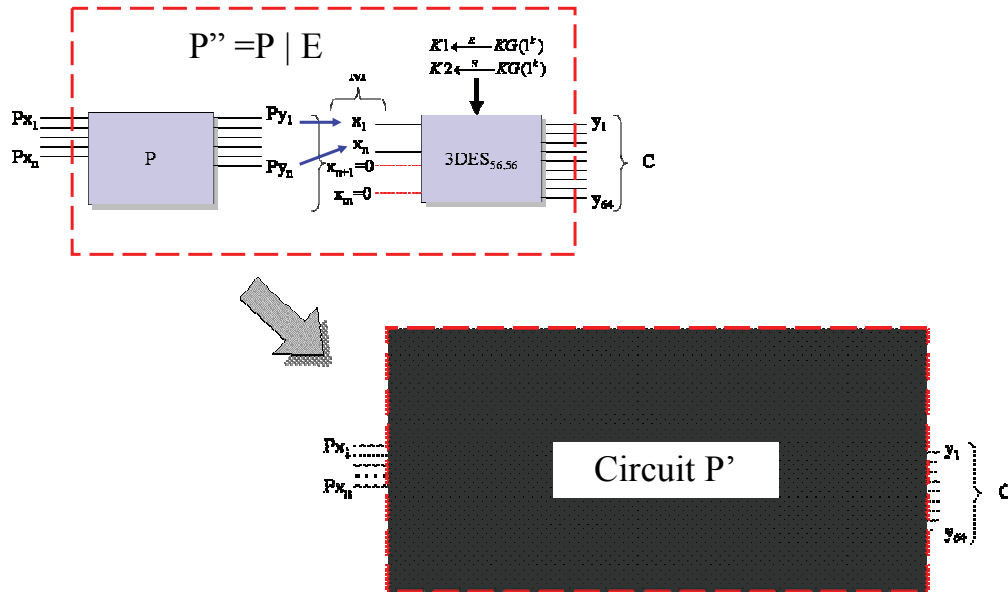 P” =P | E
K1 ←R KG(1^k)
K2 ←R KG(1^k)
Px₁
Pxₙ
P
Py₁
Pyₙ
x₁
xₙ
xₙ₊₁=0
xₘ=0
3DES₅₆,₅₆
y₁
y₆₄
C
Circuit P’
Px₁
Pxₙ
y₁
y₆₄
C